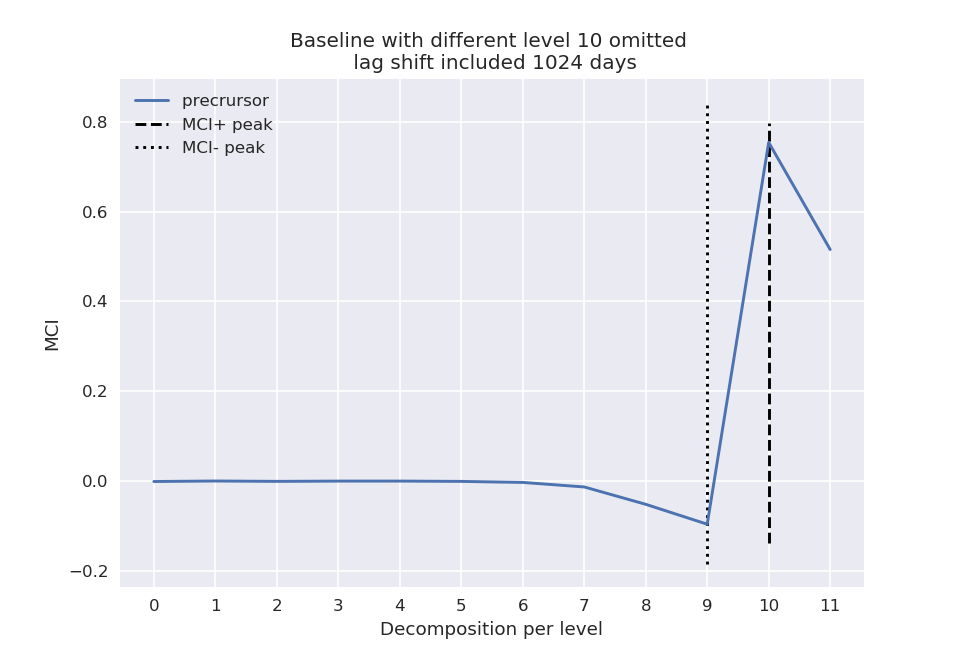 Baseline with different level 10 omitted
lag shift included 1024 days
precrursor
MCI+ peak
MCI- peak
0.8
0.6
0.4
0.2
0.0
−0.2
MCI
0 1 2 3 4 5 6 7 8 9 10 11
Decomposition per level